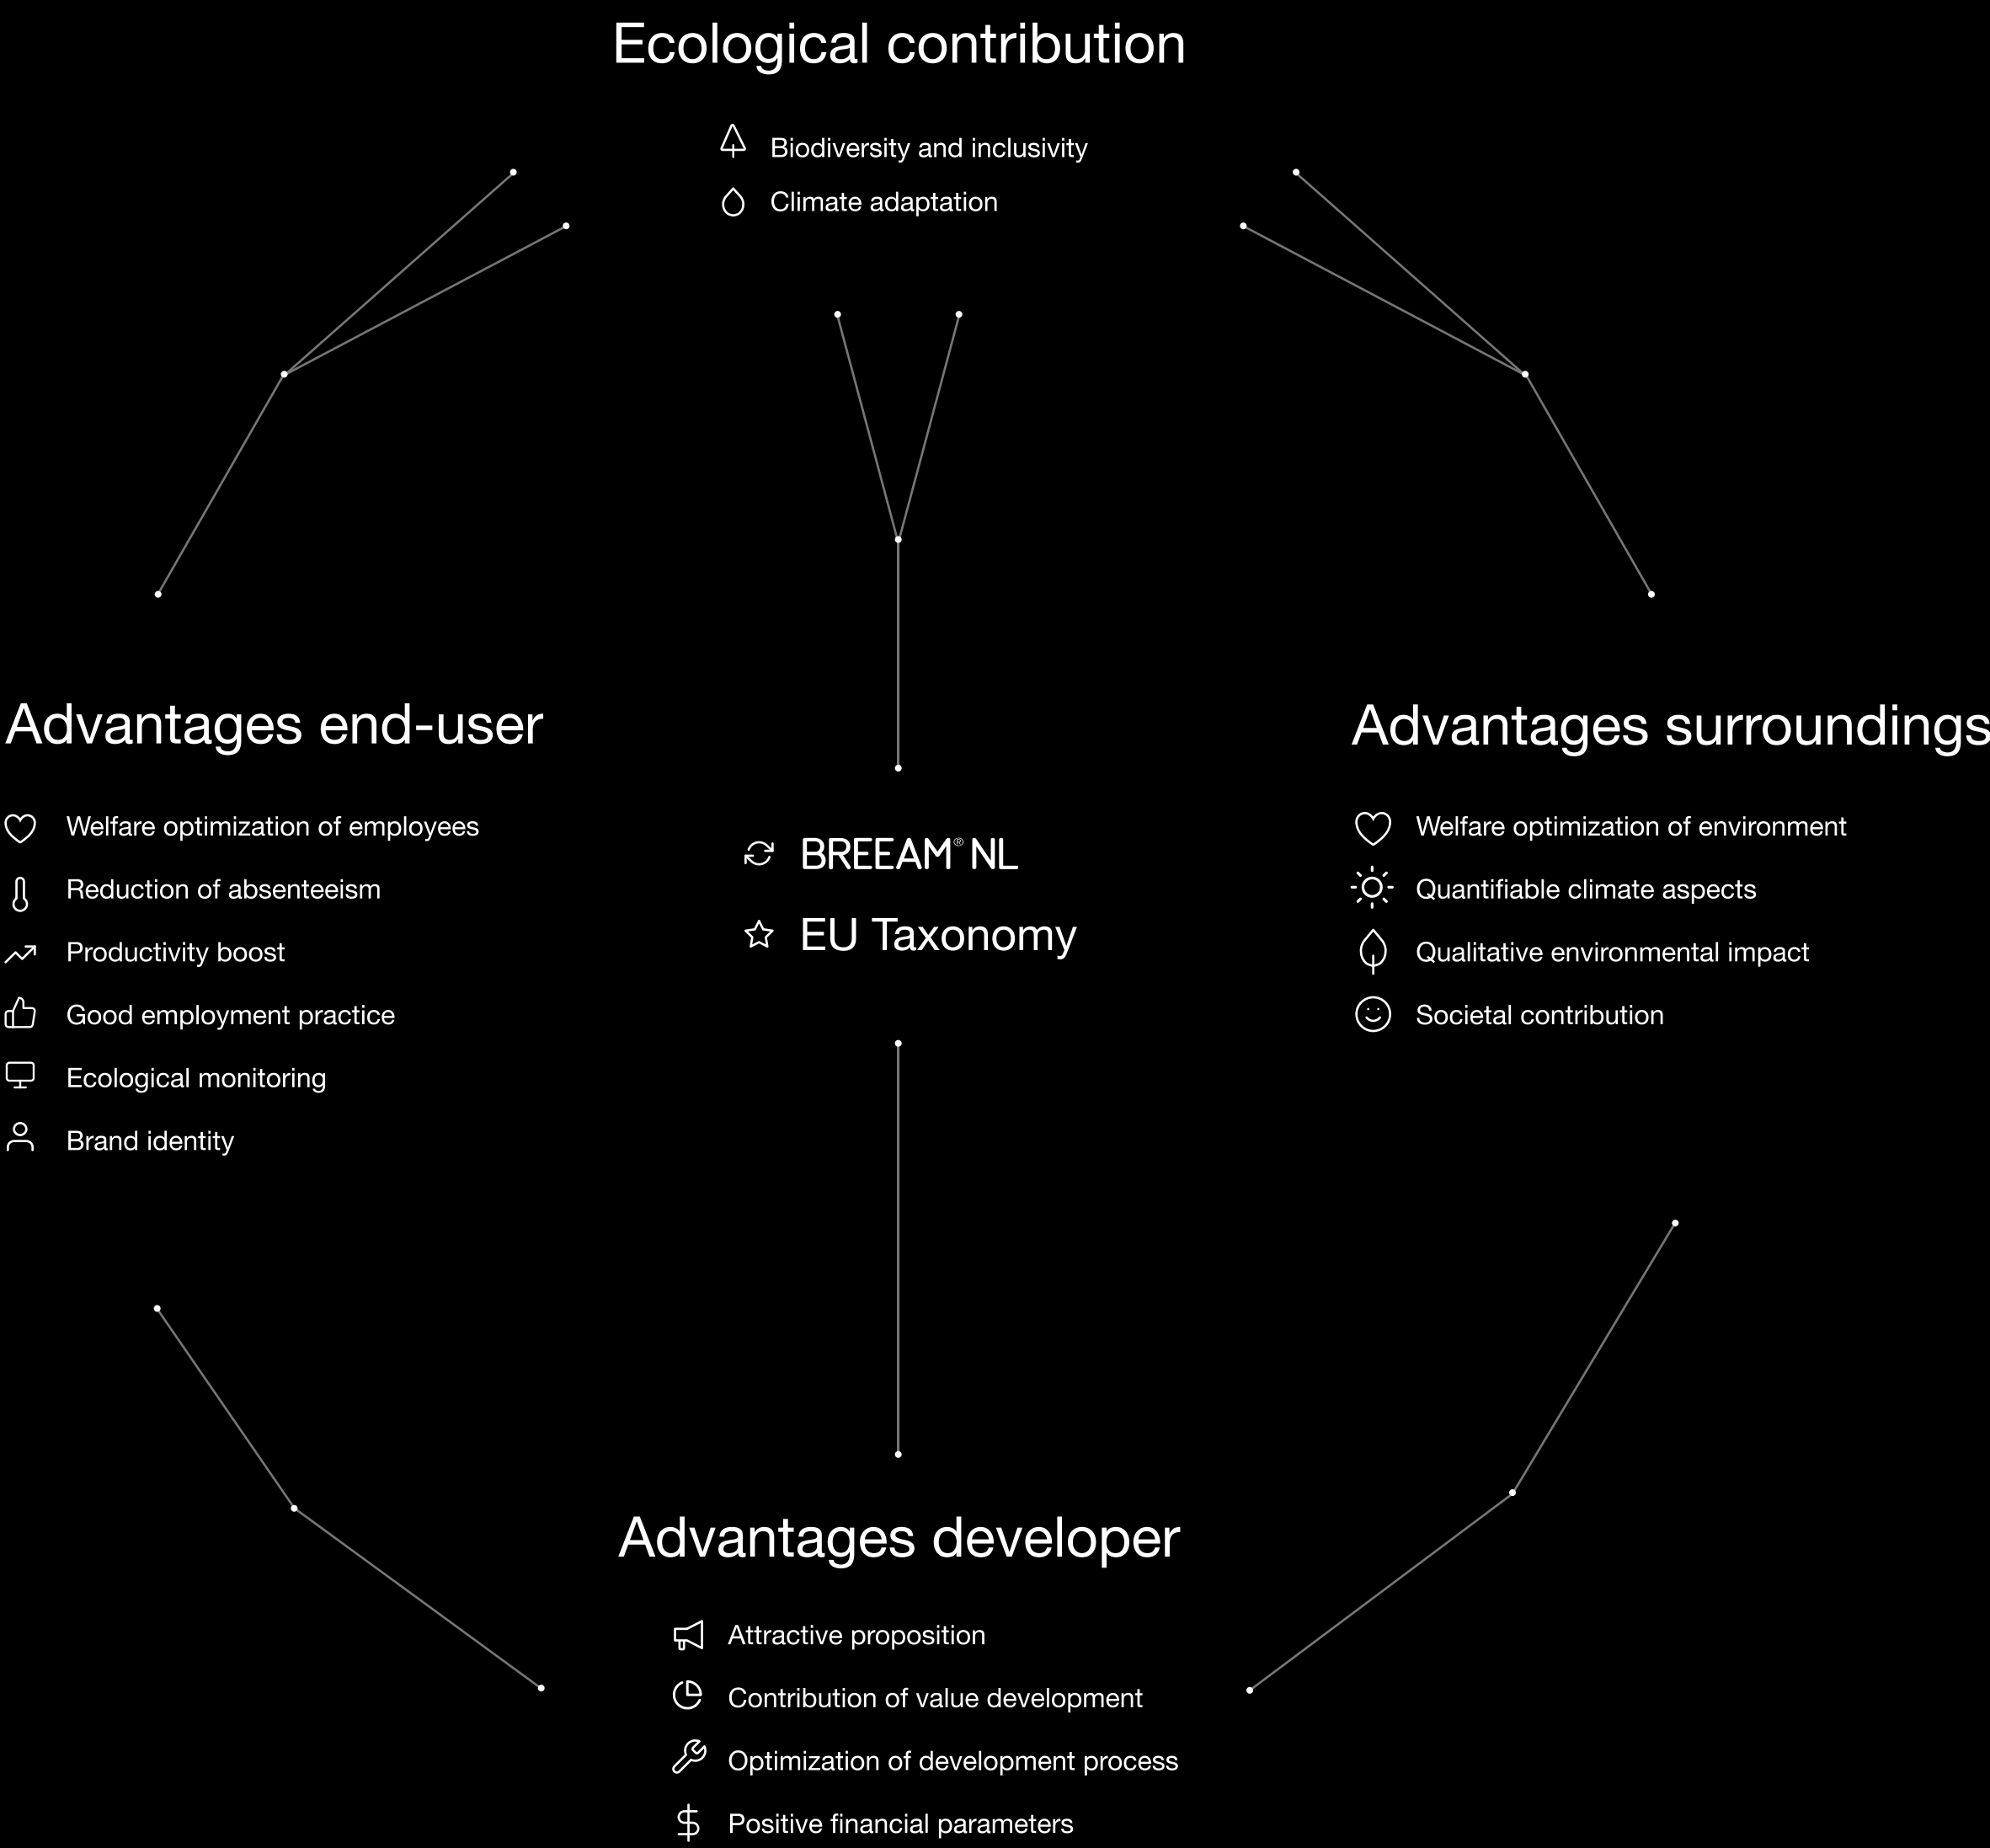 Ecological contribution
Biodiversity and inclusivity
Climate adaptation
Advantages end-user
Welfare optimization of employees
Reduction of absenteeism
Productivity boost
Good employment practice
Ecological monitoring
Brand identity
BREEAM® NL
EU Taxonomy
Advantages surroundings
Welfare optimization of environment
Quantifiable climate aspects
Qualitative environmental impact
Societal contribution
Advantages developer
Attractive proposition
Contribution of value development
Optimization of development process
Positive financial parameters